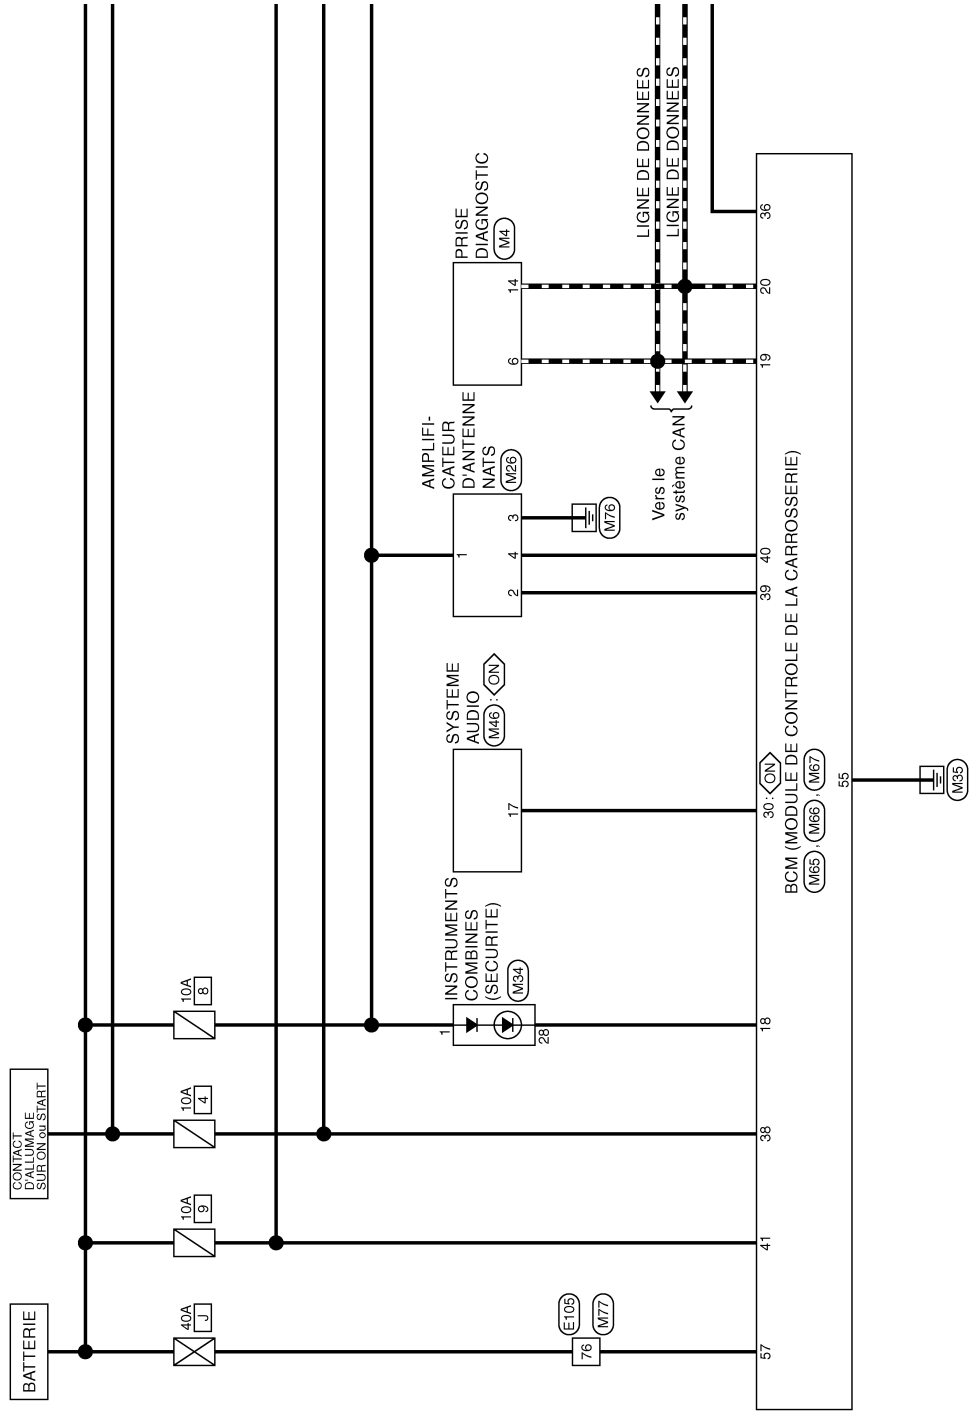 BATTERIE
CONTACT
D'ALLUMAGE
SUR ON ou START
40A
J
10A
9
10A
4
10A
8
E105
M77
76
INSTRUMENTS
COMBINES
(SECURITE)
M34
1
28
SYSTEME
AUDIO
M46 : ON
17
AMPLIFI-
CATEUR
D'ANTENNE
NATS
M26
1
2
4
3
M76
PRISE
DIAGNOSTIC
M4
6
14
LIGNE DE DONNEES
LIGNE DE DONNEES
Vers le
système CAN
57
41
38
18
30 : ON
39
40
19
20
36
BCM (MODULE DE CONTROLE DE LA CARROSSERIE)
M65 , M66 , M67
55
M35